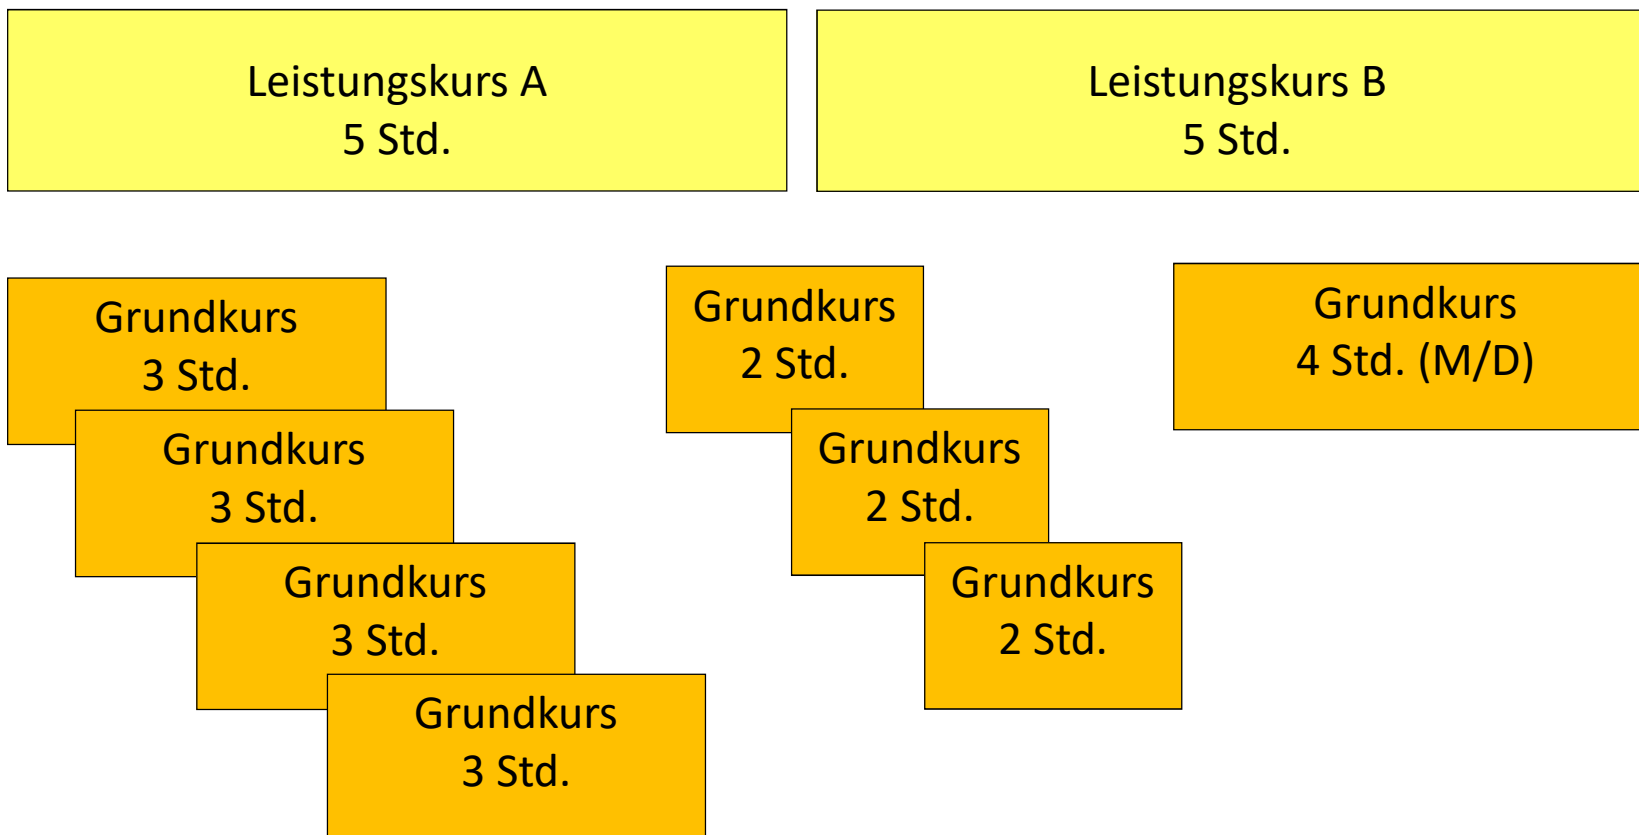 Leistungskurs A
5 Std.
Leistungskurs B
5 Std.
Grundkurs
3 Std.
Grundkurs
3 Std.
Grundkurs
3 Std.
Grundkurs
3 Std.
Grundkurs
2 Std.
Grundkurs
2 Std.
Grundkurs
2 Std.
Grundkurs
4 Std. (M/D)